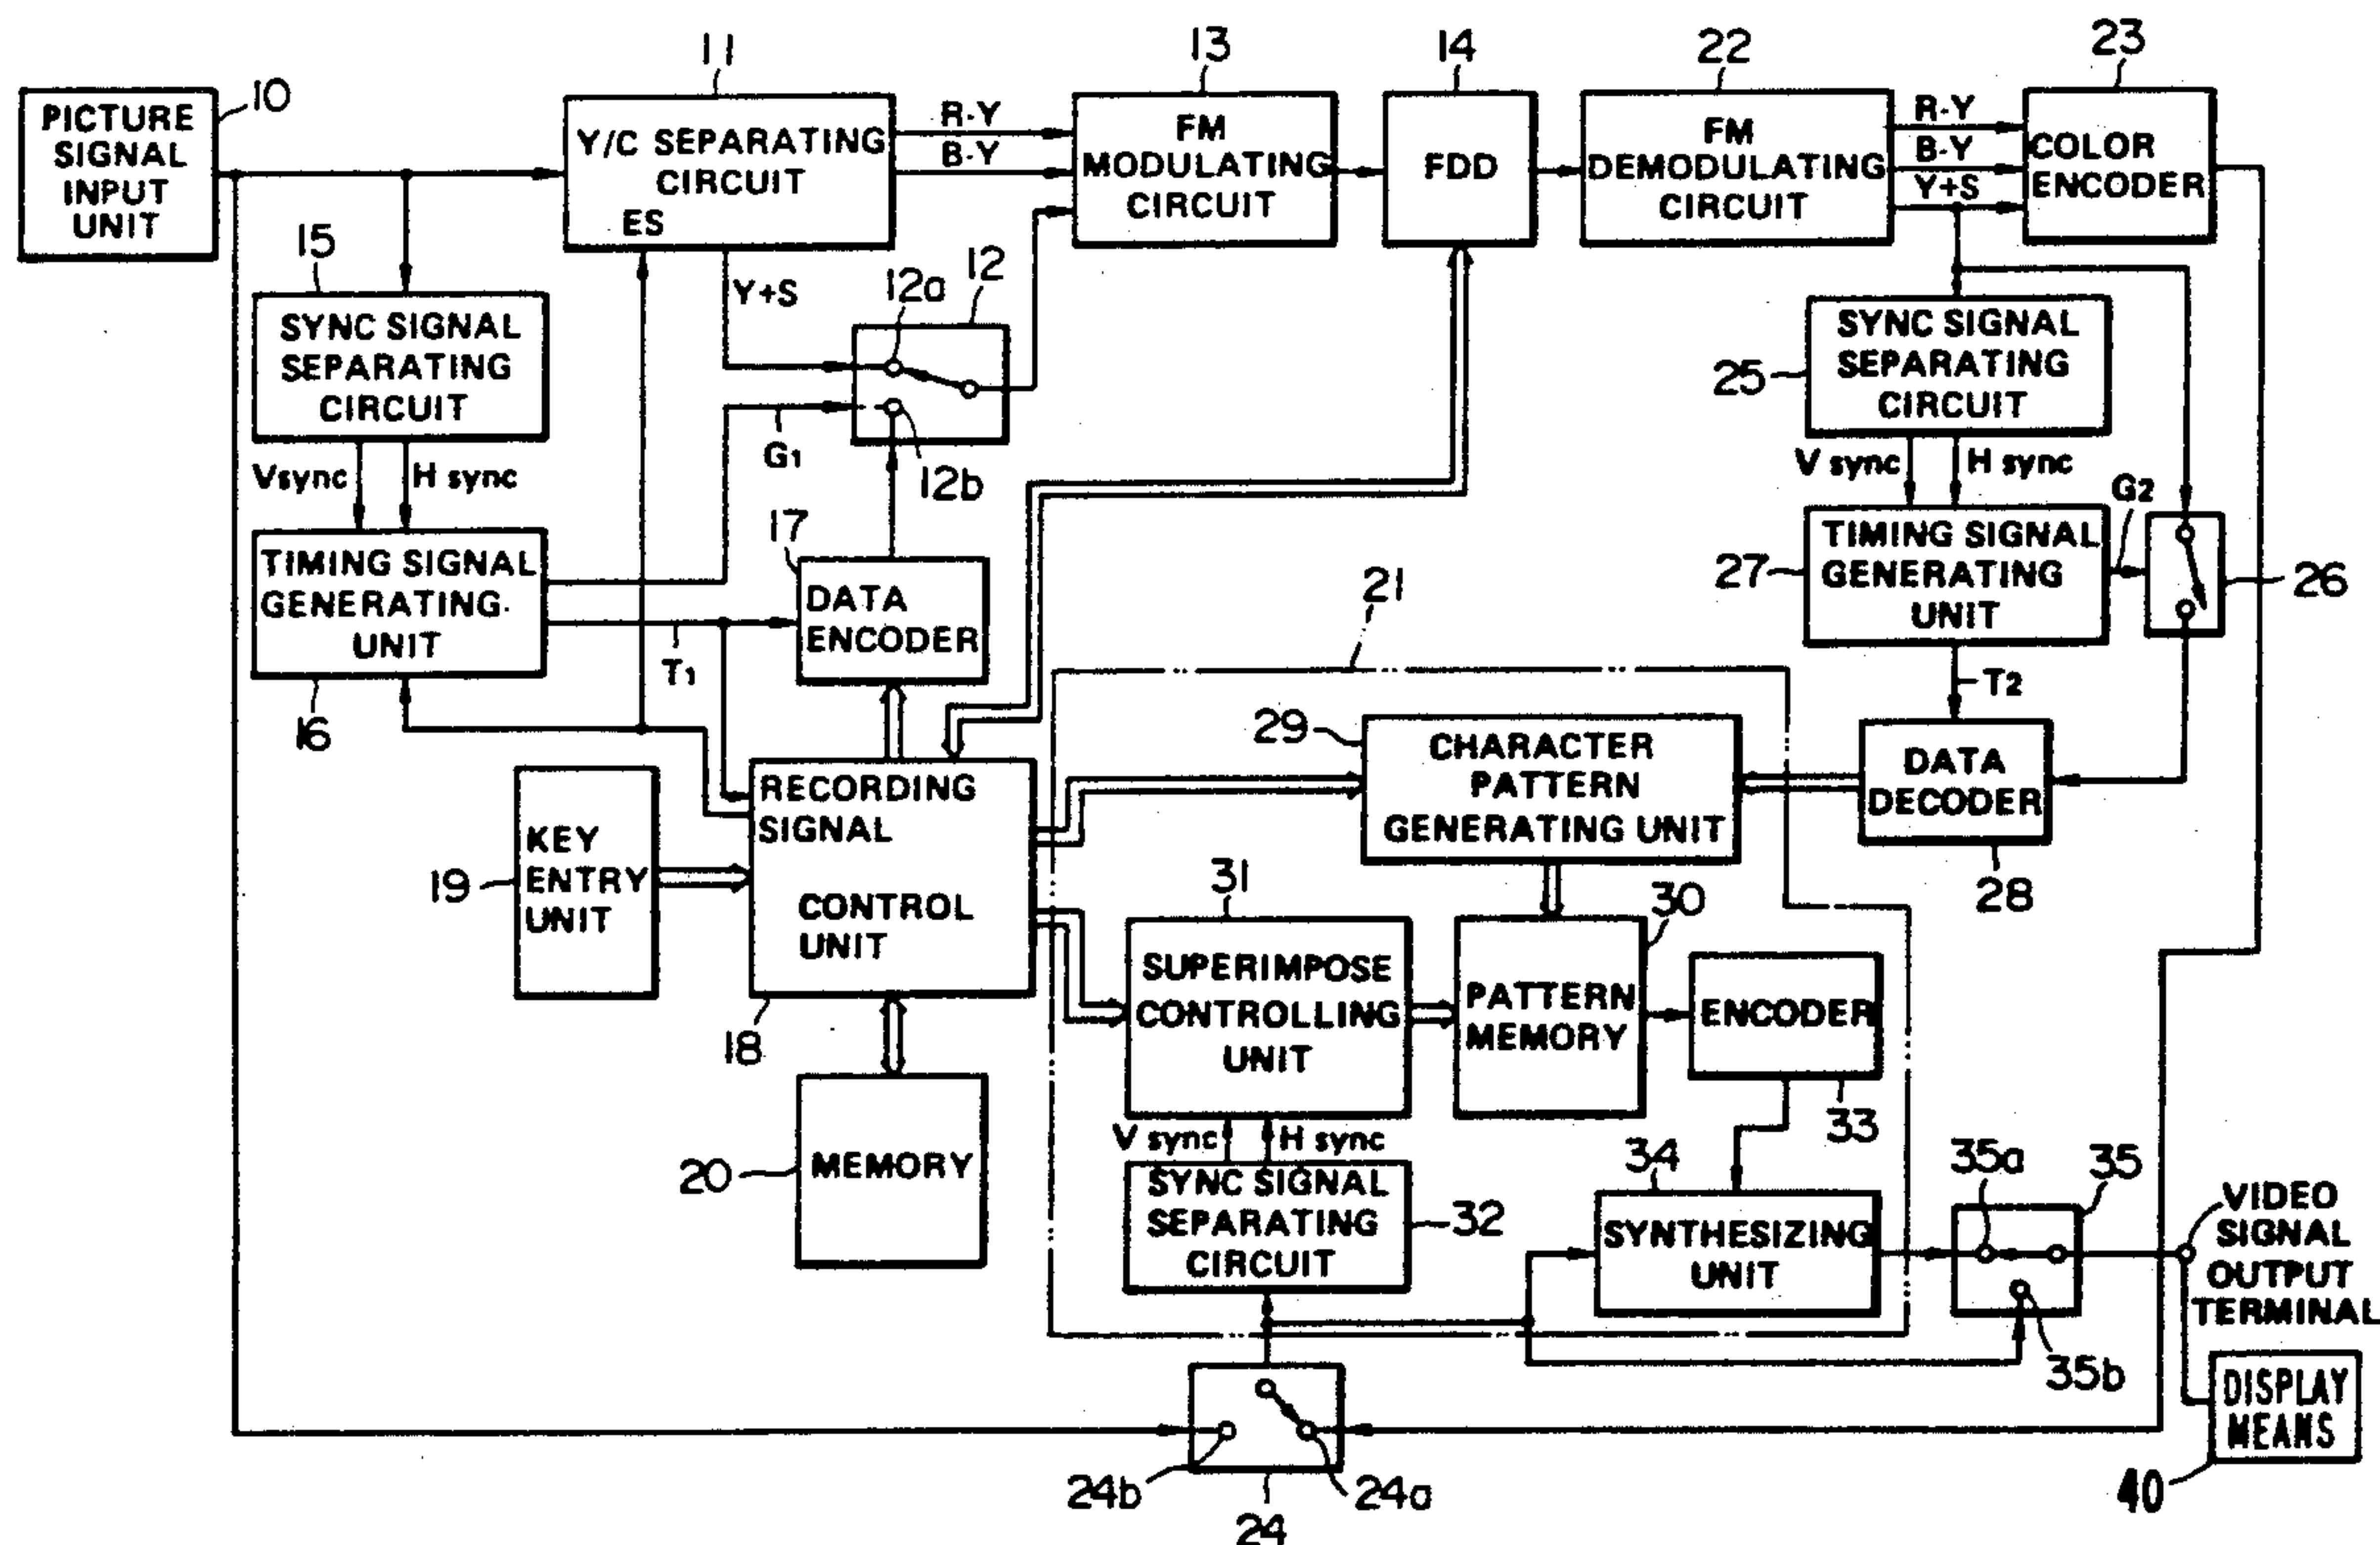 11
13
14
22
23
10
PICTURE
SIGNAL
INPUT
UNIT
Y/C SEPARATING
CIRCUIT
ES
R-Y
B-Y
FM
MODULATING
CIRCUIT
FDD
FM
DEMODULATING
CIRCUIT
R-Y
B-Y
Y+S
COLOR
ENCODER
15
SYNC SIGNAL
SEPARATING
CIRCUIT
Y+S
12a
12
12b
G1
SYNC SIGNAL
SEPARATING
CIRCUIT
25
Vsync
H sync
V sync
H sync
G2
TIMING SIGNAL
GENERATING
UNIT
16
T1
17
DATA
ENCODER
21
27
TIMING SIGNAL
GENERATING
UNIT
26
T2
29
CHARACTER
PATTERN
GENERATING UNIT
DATA
DECODER
28
19
KEY
ENTRY
UNIT
RECORDING
SIGNAL
CONTROL
UNIT
18
31
SUPERIMPOSE
CONTROLLING
UNIT
30
PATTERN
MEMORY
ENCODER
33
20
MEMORY
V sync
H sync
SYNC SIGNAL
SEPARATING
CIRCUIT
32
34
SYNTHESIZING
UNIT
35a
35
35b
VIDEO
SIGNAL
OUTPUT
TERMINAL
DISPLAY
MEANS
40
24b
24a
24